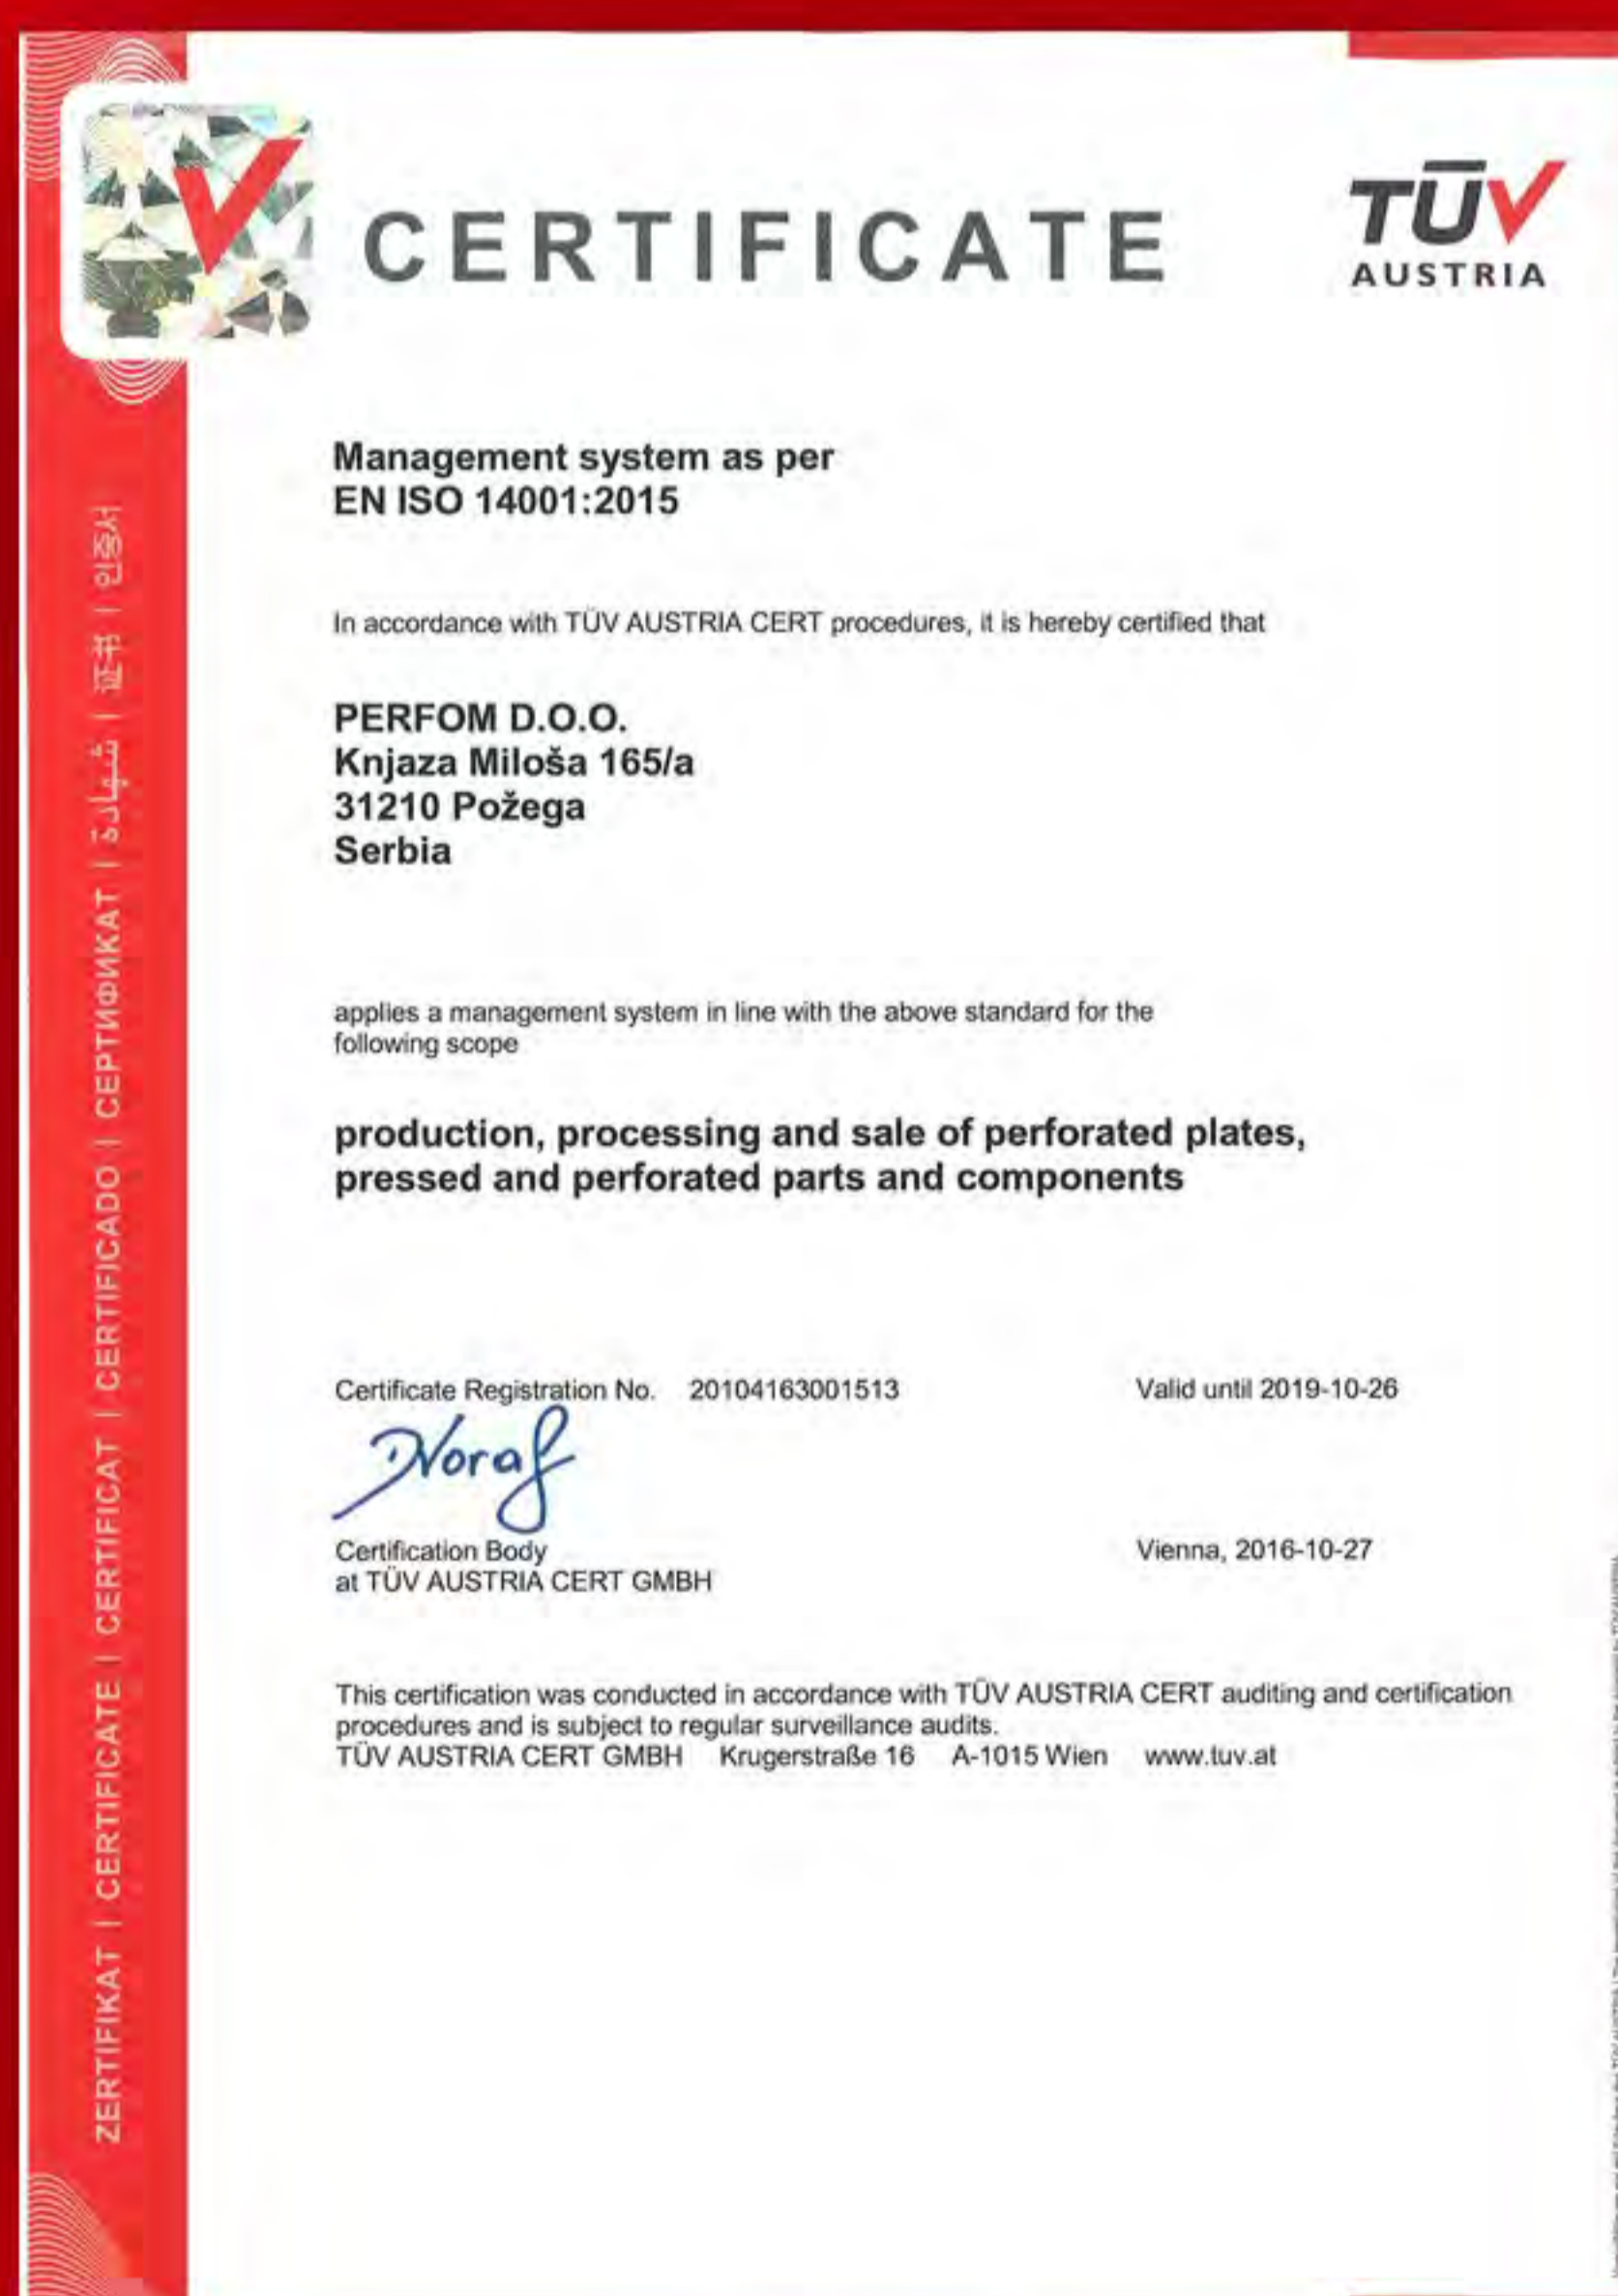 CERTIFICATE
TÜV
AUSTRIA
Management system as per
EN ISO 14001:2015
In accordance with TÜV AUSTRIA CERT procedures, it is hereby certified that
PERFOM D.O.O.
Knjaza Miloša 165/a
31210 Požega
Serbia
applies a management system in line with the above standard for the
following scope
production, processing and sale of perforated plates,
pressed and perforated parts and components
Certificate Registration No. 20104163001513
Valid until 2019-10-26
Certification Body
at TÜV AUSTRIA CERT GMBH
Vienna, 2016-10-27
This certification was conducted in accordance with TÜV AUSTRIA CERT auditing and certification
procedures and is subject to regular surveillance audits.
TÜV AUSTRIA CERT GMBH Krugerstraße 16 A-1015 Wien www.tuv.at
ZERTIFIKAT | CERTIFICATE | CERTIFICAT | CERTIFICADO | СЕРТИФИКАТ | شهادة | 证书 | 인증서